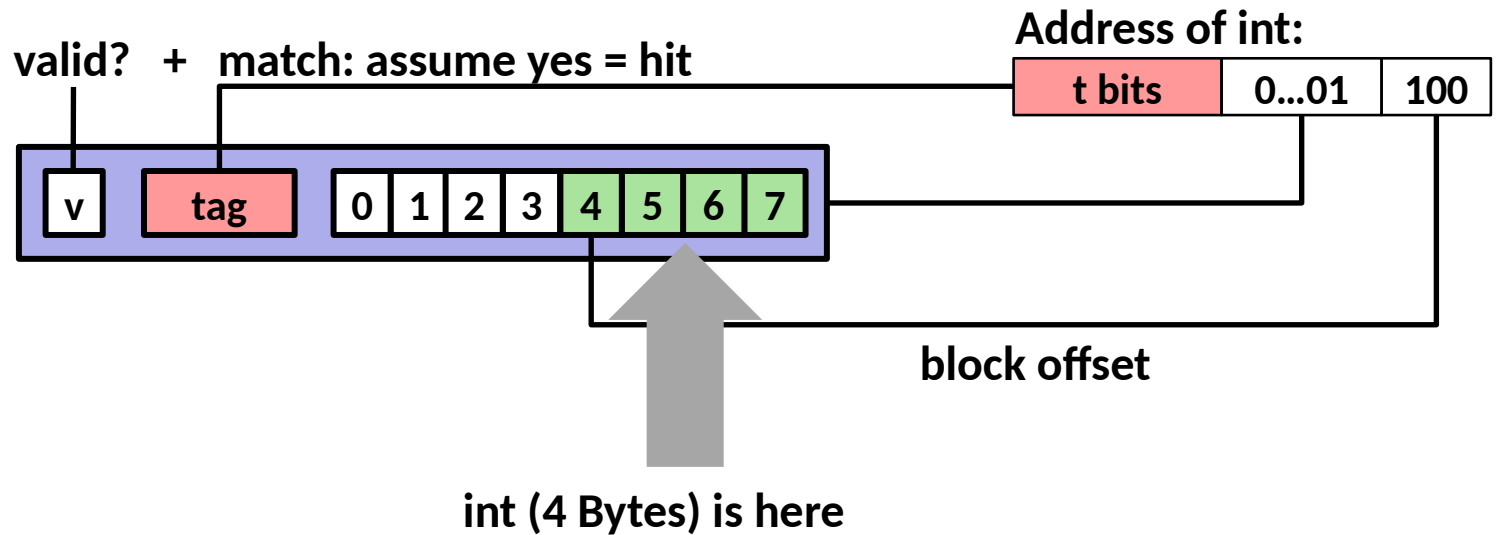 Address of int:
valid? + match: assume yes = hit
t bits 0…01 100
v tag 0 1 2 3 4 5 6 7
block offset
int (4 Bytes) is here